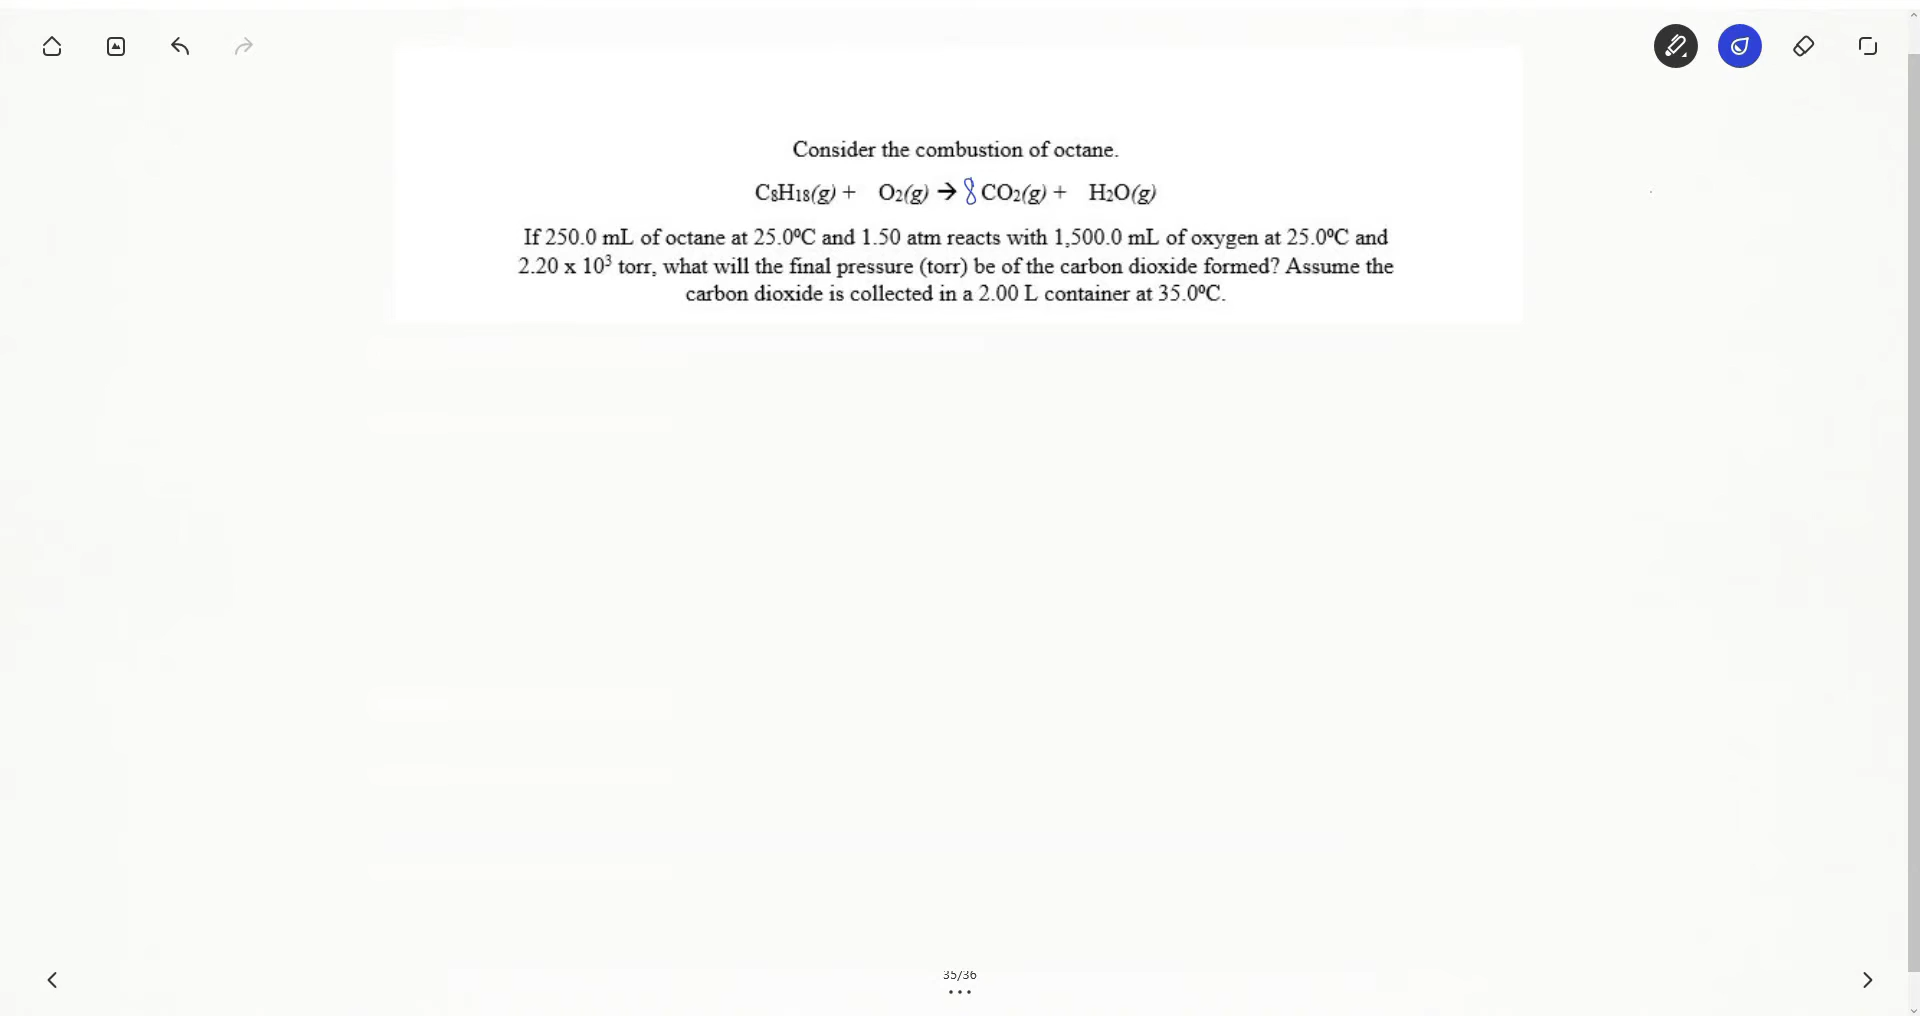 Consider the combustion of octane.
C8H18(g) + O2(g) → 8 CO2(g) + H2O(g)
If 250.0 mL of octane at 25.0⁰C and 1.50 atm reacts with 1,500.0 mL of oxygen at 25.0⁰C and
2.20 x 10³ torr, what will the final pressure (torr) be of the carbon dioxide formed? Assume the
carbon dioxide is collected in a 2.00 L container at 35.0⁰C.
35/36